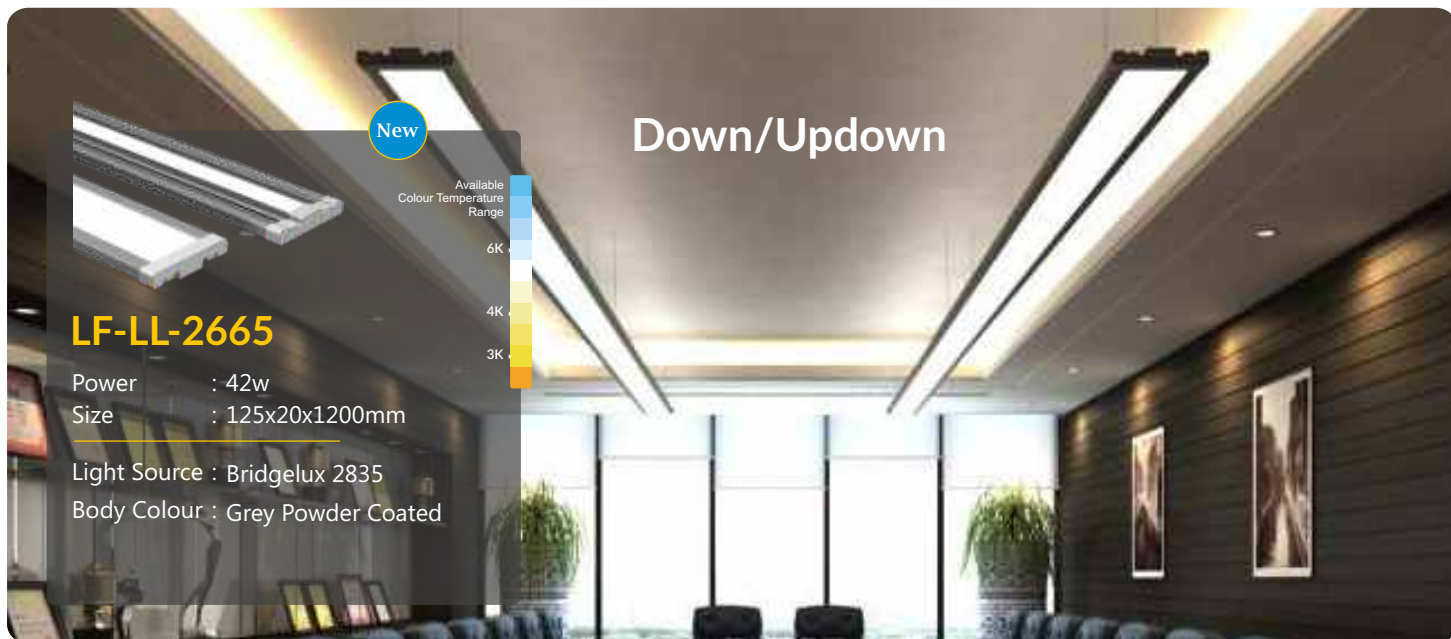 New
Down/Updown
Available
Colour Temperature
Range
6K
4K
3K
LF-LL-2665
Power : 42w
Size : 125x20x1200mm
Light Source : Bridgelux 2835
Body Colour : Grey Powder Coated